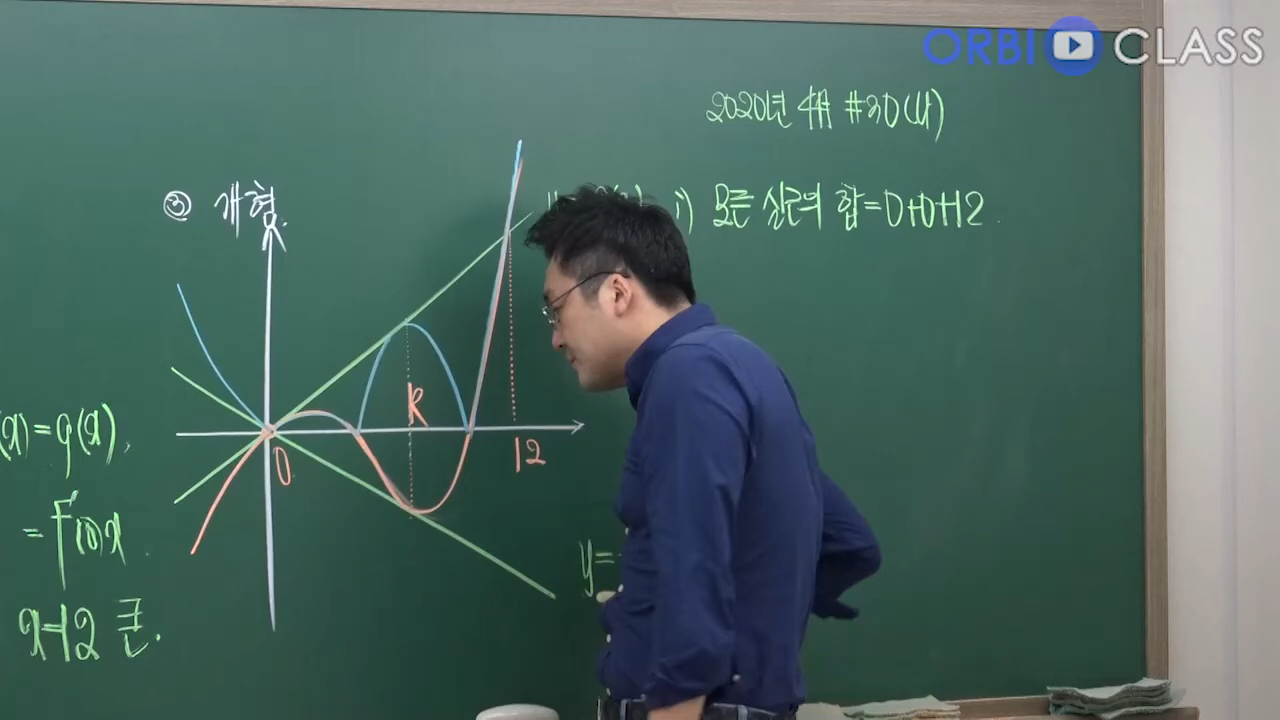 ORBI CLASS
2020년 4月 #30(나)
③ 개형.
i) 모든 실근의 합=0+0+12.
k
12
0
(x)=g(x),
=f'(0)x.
x=12 근.
y=